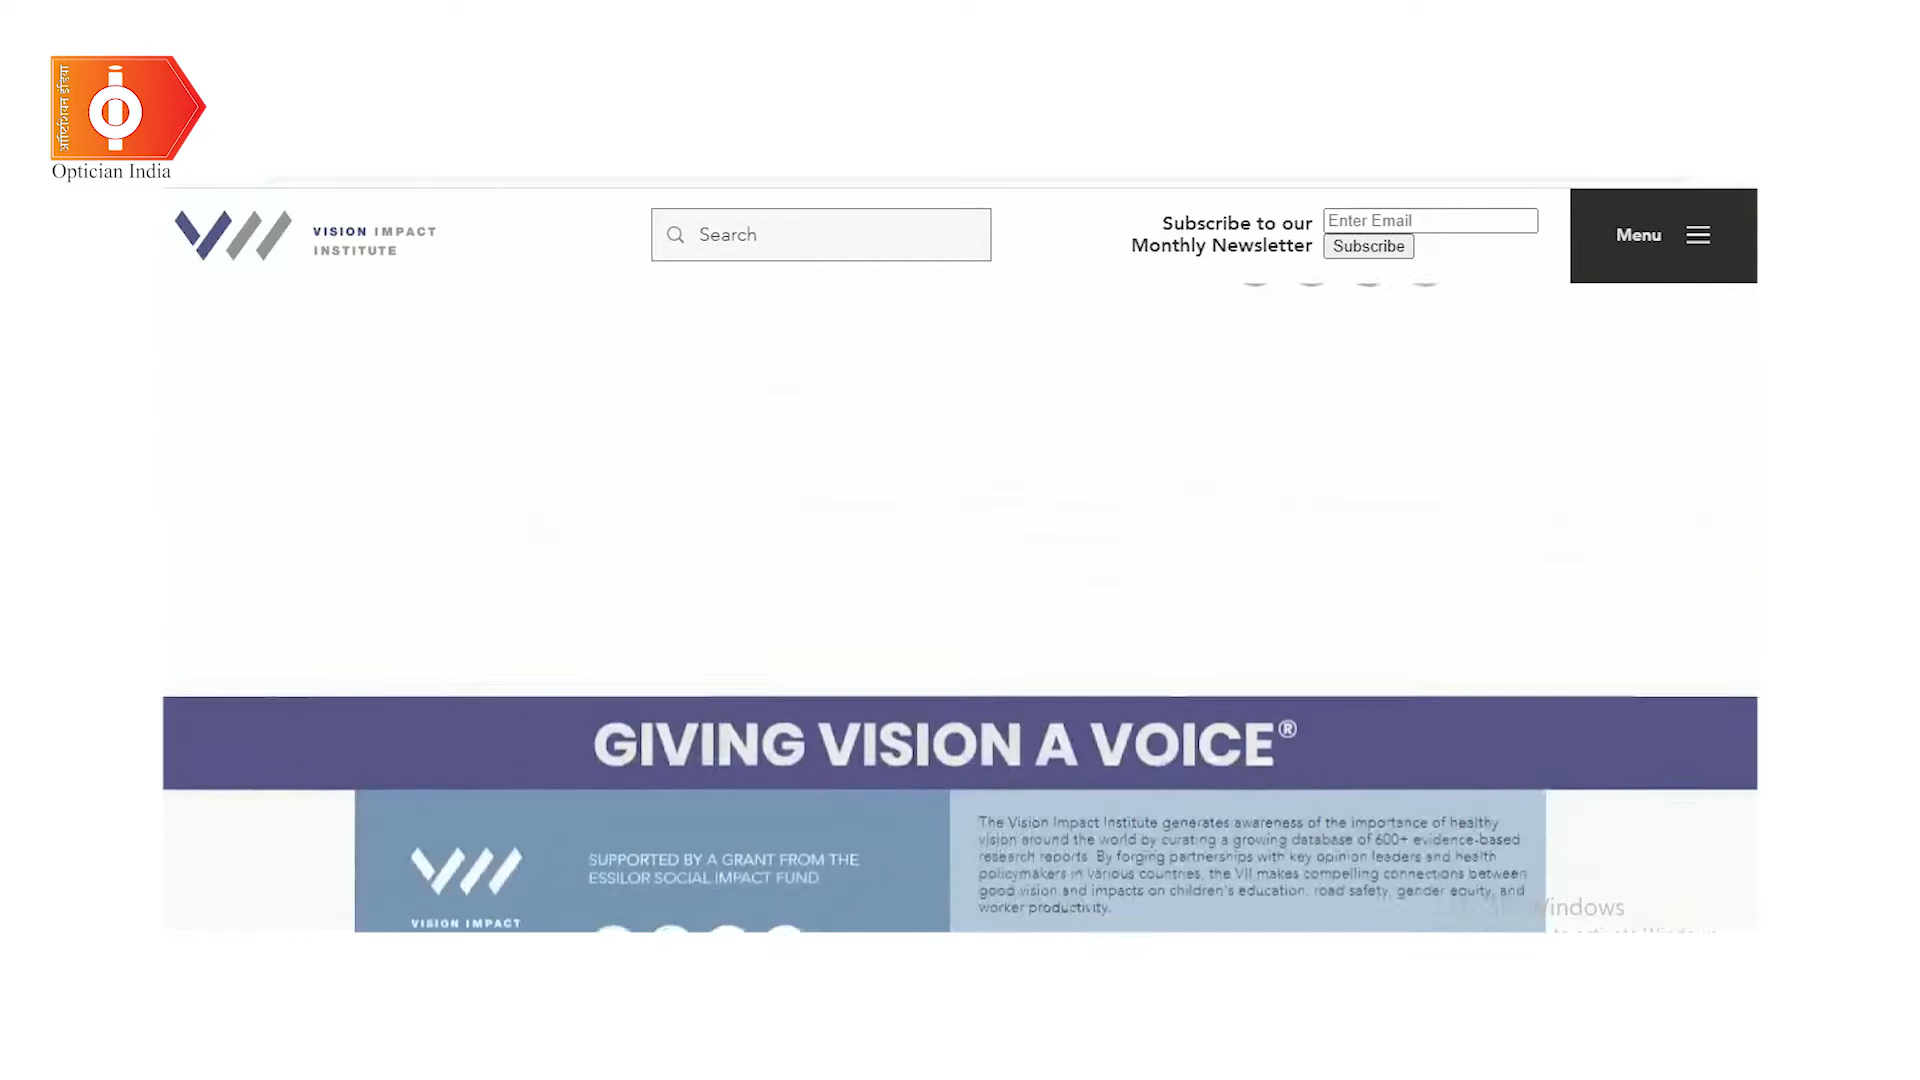 ऑप्टिशियन इंडिया
Optician India
VISION IMPACT
INSTITUTE
Search
Subscribe to our
Monthly Newsletter
Enter Email
Subscribe
Menu
GIVING VISION A VOICE®
VISION IMPACT
SUPPORTED BY A GRANT FROM THE
ESSILOR SOCIAL IMPACT FUND
The Vision Impact Institute generates awareness of the importance of healthy
vision around the world by curating a growing database of 600+ evidence-based
research reports. By forging partnerships with key opinion leaders and health
policymakers in various countries, the VII makes compelling connections between
good vision and impacts on children's education, road safety, gender equity, and
worker productivity.
Windows